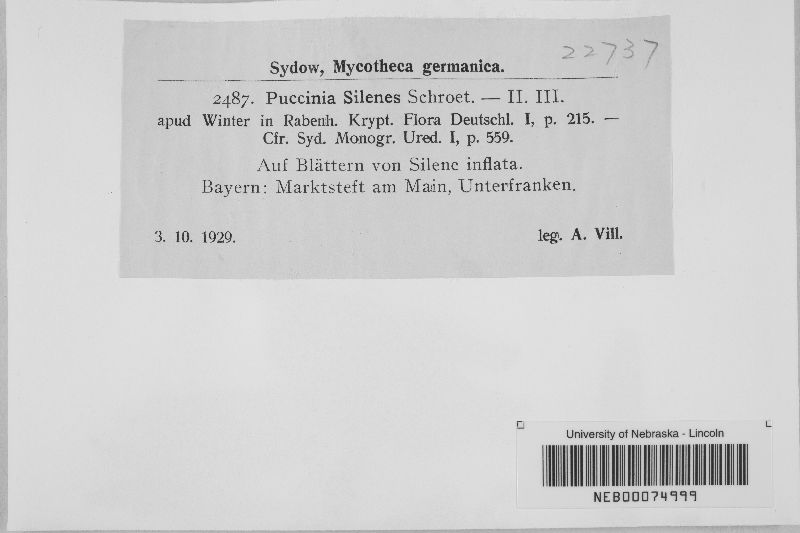 22737
Sydow, Mycotheca germanica.
2487. Puccinia Silenes Schroet. — II. III.
apud Winter in Rabenh. Krypt. Flora Deutschl. I, p. 215. —
Cfr. Syd. Monogr. Ured. I, p. 559.
Auf Blättern von Silene inflata.
Bayern: Marktsteft am Main, Unterfranken.
3. 10. 1929. leg. A. Vill.
University of Nebraska - Lincoln
NEB00074999